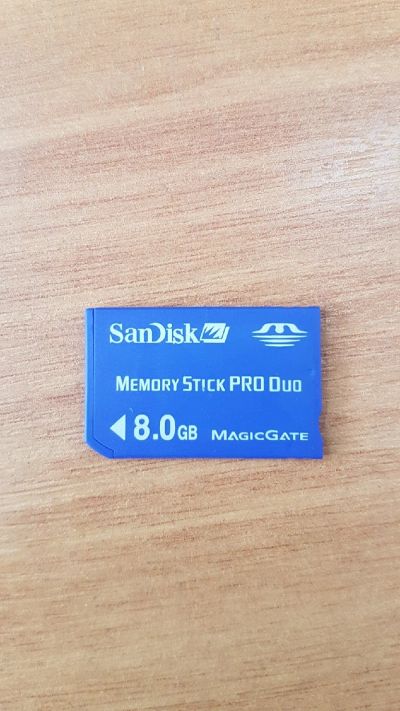 SanDisk
MEMORY STICK PRO DUO
8.0GB MAGICGATE